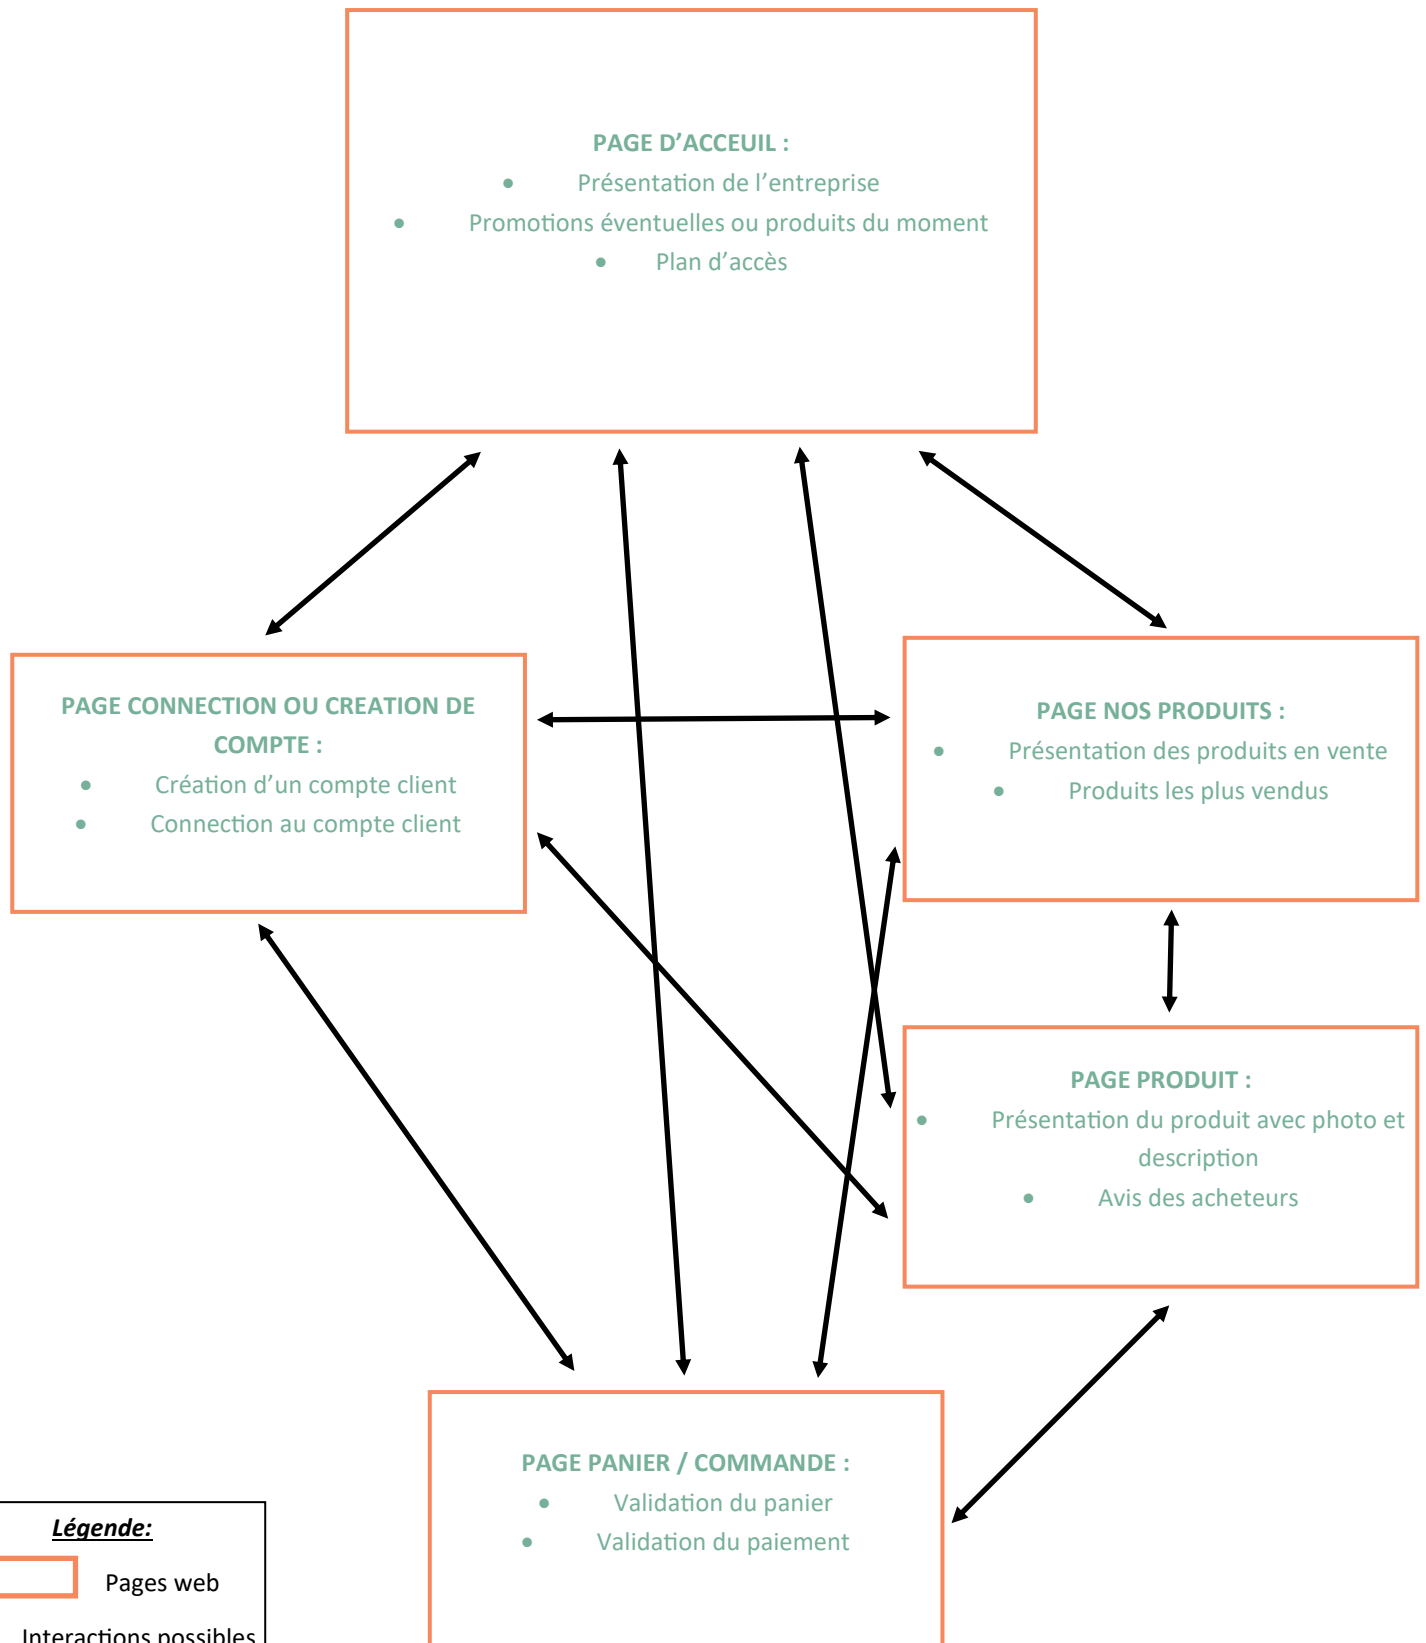 PAGE D’ACCEUIL :
• Présentation de l’entreprise
• Promotions éventuelles ou produits du moment
• Plan d’accès
PAGE CONNECTION OU CREATION DE
COMPTE :
• Création d’un compte client
• Connection au compte client
PAGE NOS PRODUITS :
• Présentation des produits en vente
• Produits les plus vendus
PAGE PRODUIT :
• Présentation du produit avec photo et
description
• Avis des acheteurs
PAGE PANIER / COMMANDE :
• Validation du panier
• Validation du paiement
Légende:
Pages web
Interactions possibles